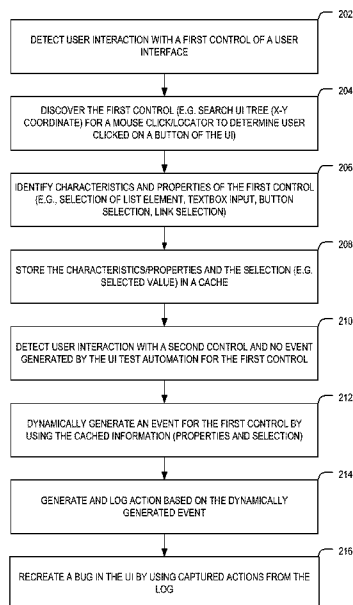 202
DETECT USER INTERACTION WITH A FIRST CONTROL OF A USER
INTERFACE
204
DISCOVER THE FIRST CONTROL (E.G. SEARCH UI TREE (X-Y
COORDINATE) FOR A MOUSE CLICK/LOCATOR TO DETERMINE USER
CLICKED ON A BUTTON OF THE UI)
206
IDENTIFY CHARACTERISTICS AND PROPERTIES OF THE FIRST CONTROL
(E.G., SELECTION OF LIST ELEMENT, TEXTBOX INPUT, BUTTON
SELECTION, LINK SELECTION)
208
STORE THE CHARACTERISTICS/PROPERTIES AND THE SELECTION (E.G.
SELECTED VALUE) IN A CACHE
210
DETECT USER INTERACTION WITH A SECOND CONTROL AND NO EVENT
GENERATED BY THE UI TEST AUTOMATION FOR THE FIRST CONTROL
212
DYNAMICALLY GENERATE AN EVENT FOR THE FIRST CONTROL BY
USING THE CACHED INFORMATION (PROPERTIES AND SELECTION)
214
GENERATE AND LOG ACTION BASED ON THE DYNAMICALLY
GENERATED EVENT
216
RECREATE A BUG IN THE UI BY USING CAPTURED ACTIONS FROM THE
LOG